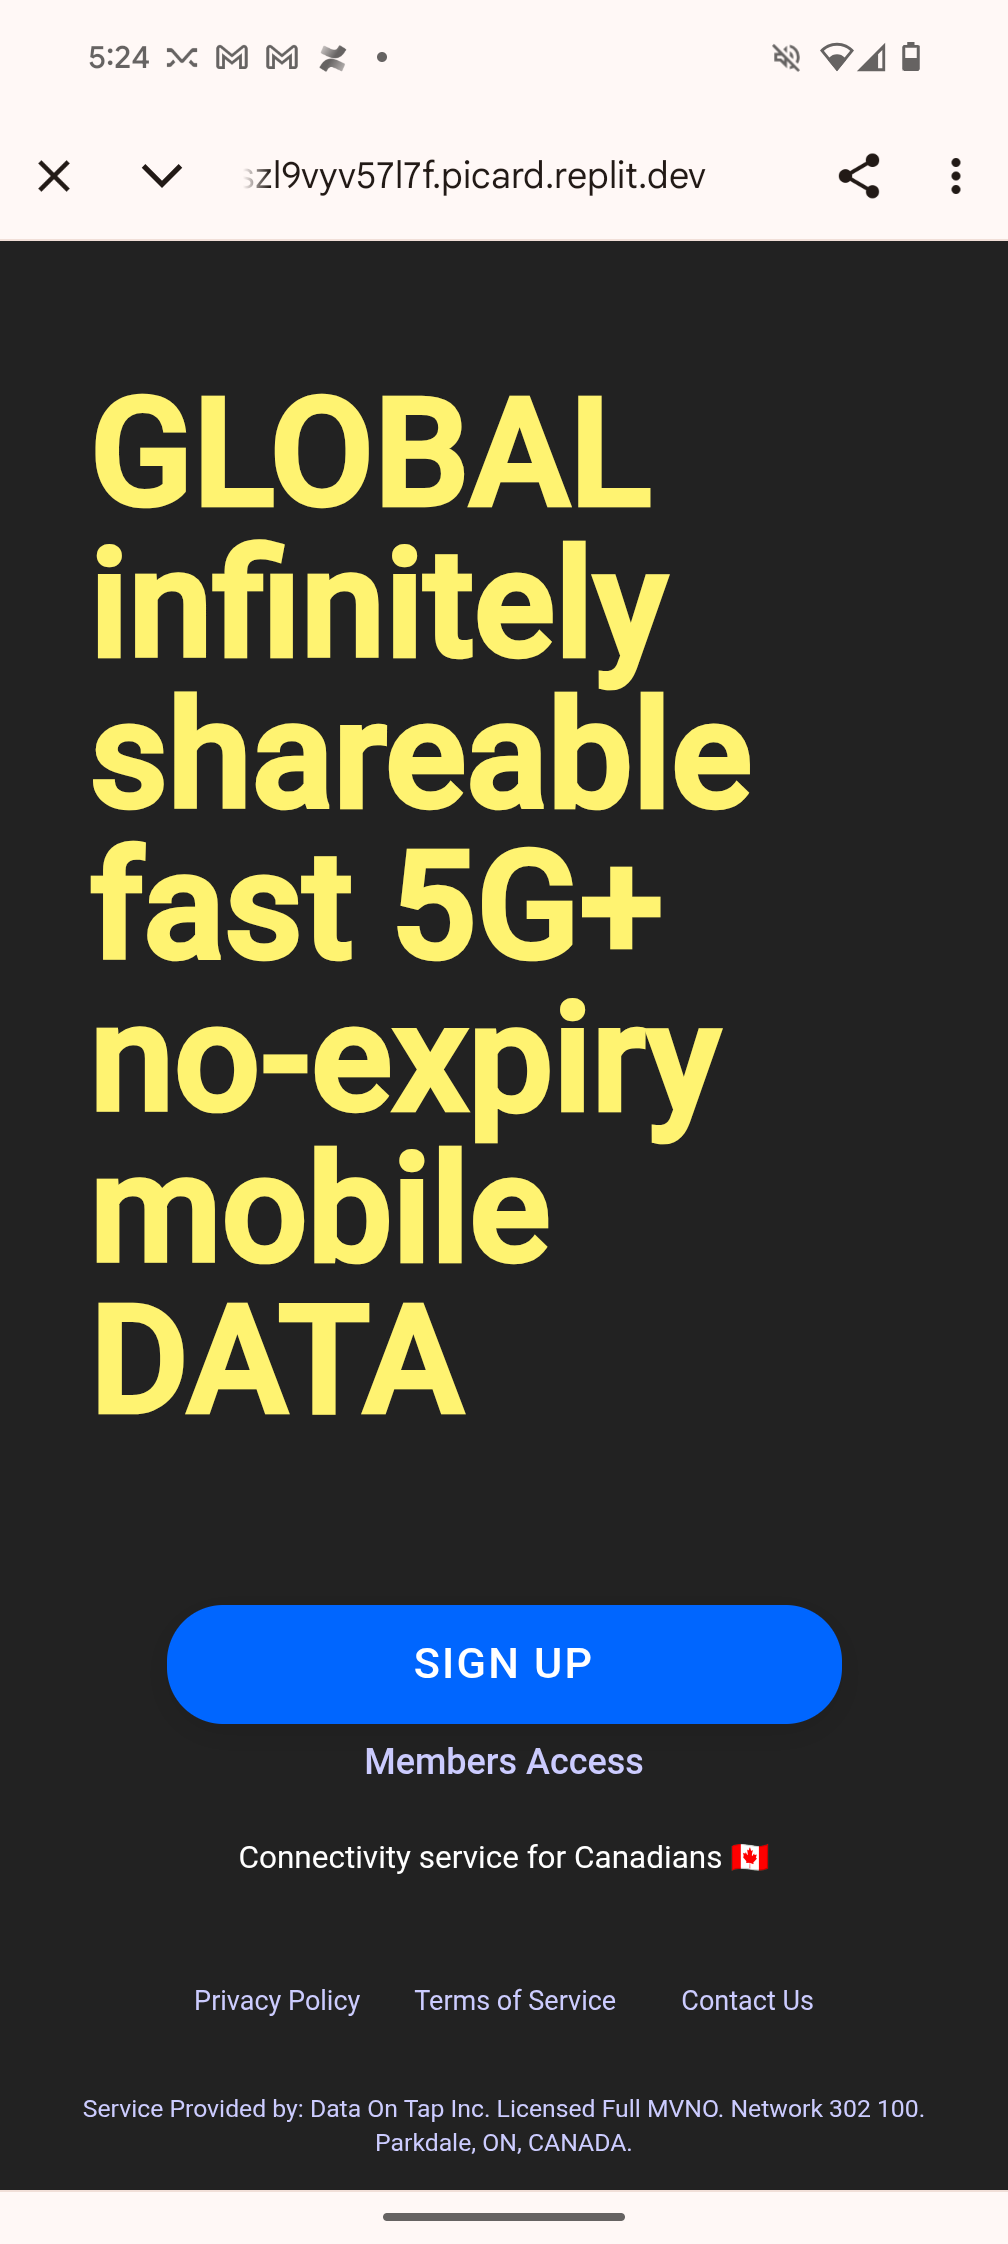 5:24
szl9vyv57l7f.picard.replit.dev
GLOBAL
infinitely
shareable
fast 5G+
no-expiry
mobile
DATA
SIGN UP
Members Access
Connectivity service for Canadians 🇨🇦
Privacy Policy Terms of Service Contact Us
Service Provided by: Data On Tap Inc. Licensed Full MVNO. Network 302 100.
Parkdale, ON, CANADA.